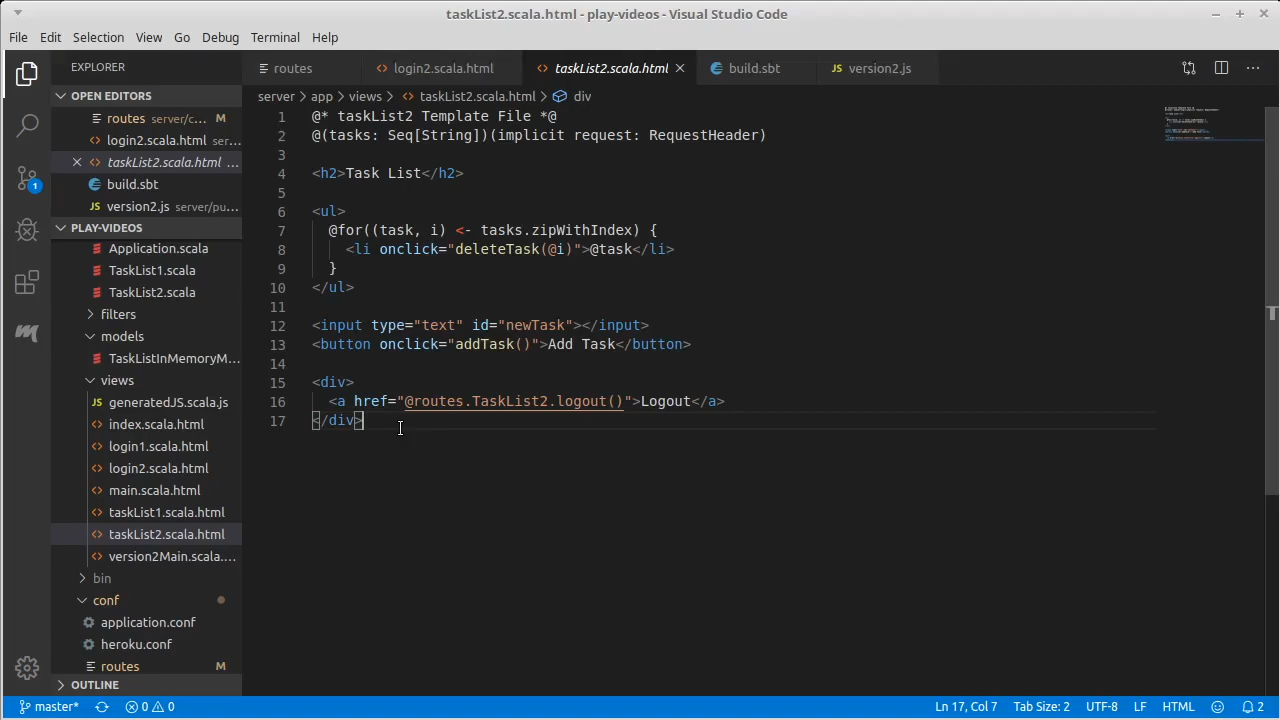 taskList2.scala.html - play-videos - Visual Studio Code
File Edit Selection View Go Debug Terminal Help
EXPLORER
routes login2.scala.html taskList2.scala.html build.sbt version2.js
OPEN EDITORS
routes server/c... M
login2.scala.html ser...
taskList2.scala.html ...
build.sbt
version2.js server/pu...
PLAY-VIDEOS
Application.scala
TaskList1.scala
TaskList2.scala
filters
models
TaskListInMemoryM...
views
generatedJS.scala.js
index.scala.html
login1.scala.html
login2.scala.html
main.scala.html
taskList1.scala.html
taskList2.scala.html
version2Main.scala....
bin
conf
application.conf
heroku.conf
routes M
OUTLINE
1
server > app > views > taskList2.scala.html > div
1 @* taskList2 Template File *@
2 @(tasks: Seq[String])(implicit request: RequestHeader)
3
4 <h2>Task List</h2>
5
6 <ul>
7 @for((task, i) <- tasks.zipWithIndex) {
8 <li onclick="deleteTask(@i)">@task</li>
9 }
10 </ul>
11
12 <input type="text" id="newTask"></input>
13 <button onclick="addTask()">Add Task</button>
14
15 <div>
16 <a href="@routes.TaskList2.logout()">Logout</a>
17 </div>
master* 0 0 Ln 17, Col 7 Tab Size: 2 UTF-8 LF HTML 2